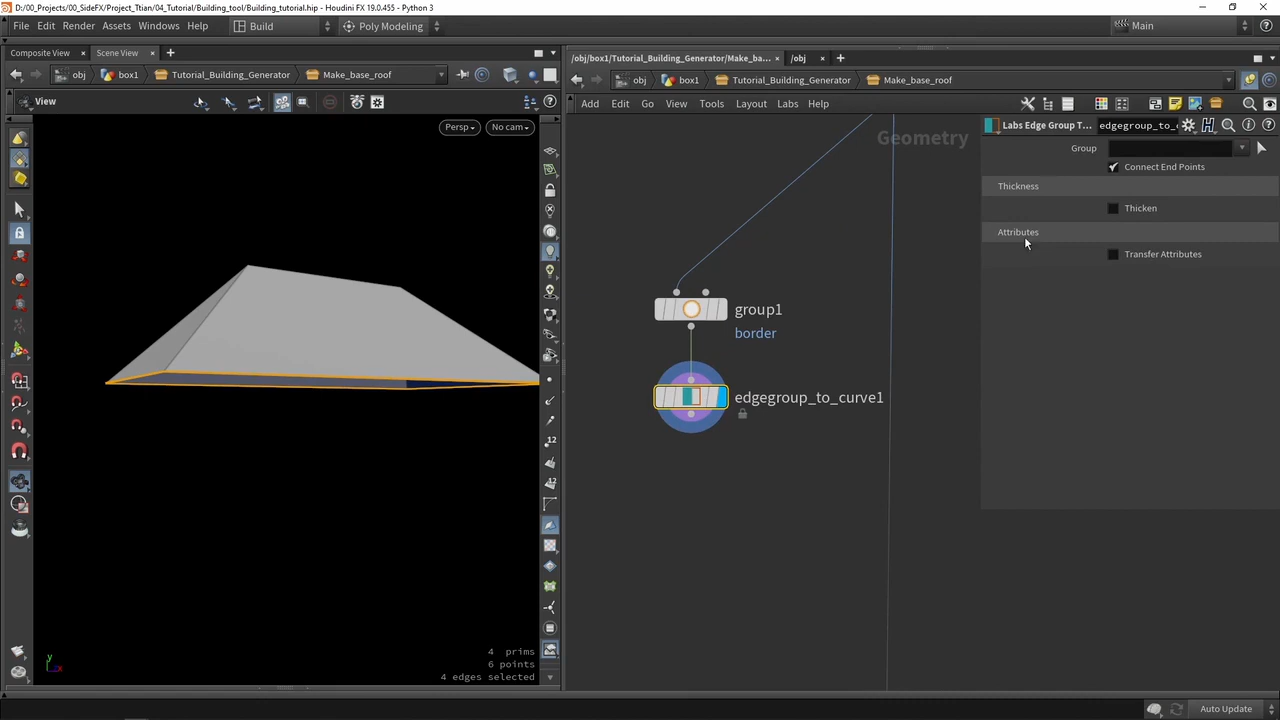 D:/00_Projects/00_SideFX/Project_Ttian/04_Tutorial/Building_tool/Building_tutorial.hip - Houdini FX 19.0.455 - Python 3
File Edit Render Assets Windows Help Build Poly Modeling Main
Composite View Scene View
/obj/box1/Tutorial_Building_Generator/Make_ba... /obj
obj box1 Tutorial_Building_Generator Make_base_roof
obj box1 Tutorial_Building_Generator Make_base_roof
View
Add Edit Go View Tools Layout Labs Help
Persp No cam
Geometry
Labs Edge Group T... edgegroup_to_
Group
Connect End Points
Thickness
Thicken
Attributes
Transfer Attributes
group1
border
edgegroup_to_curve1
12
12
4 prims
6 points
4 edges selected
y
x
Auto Update